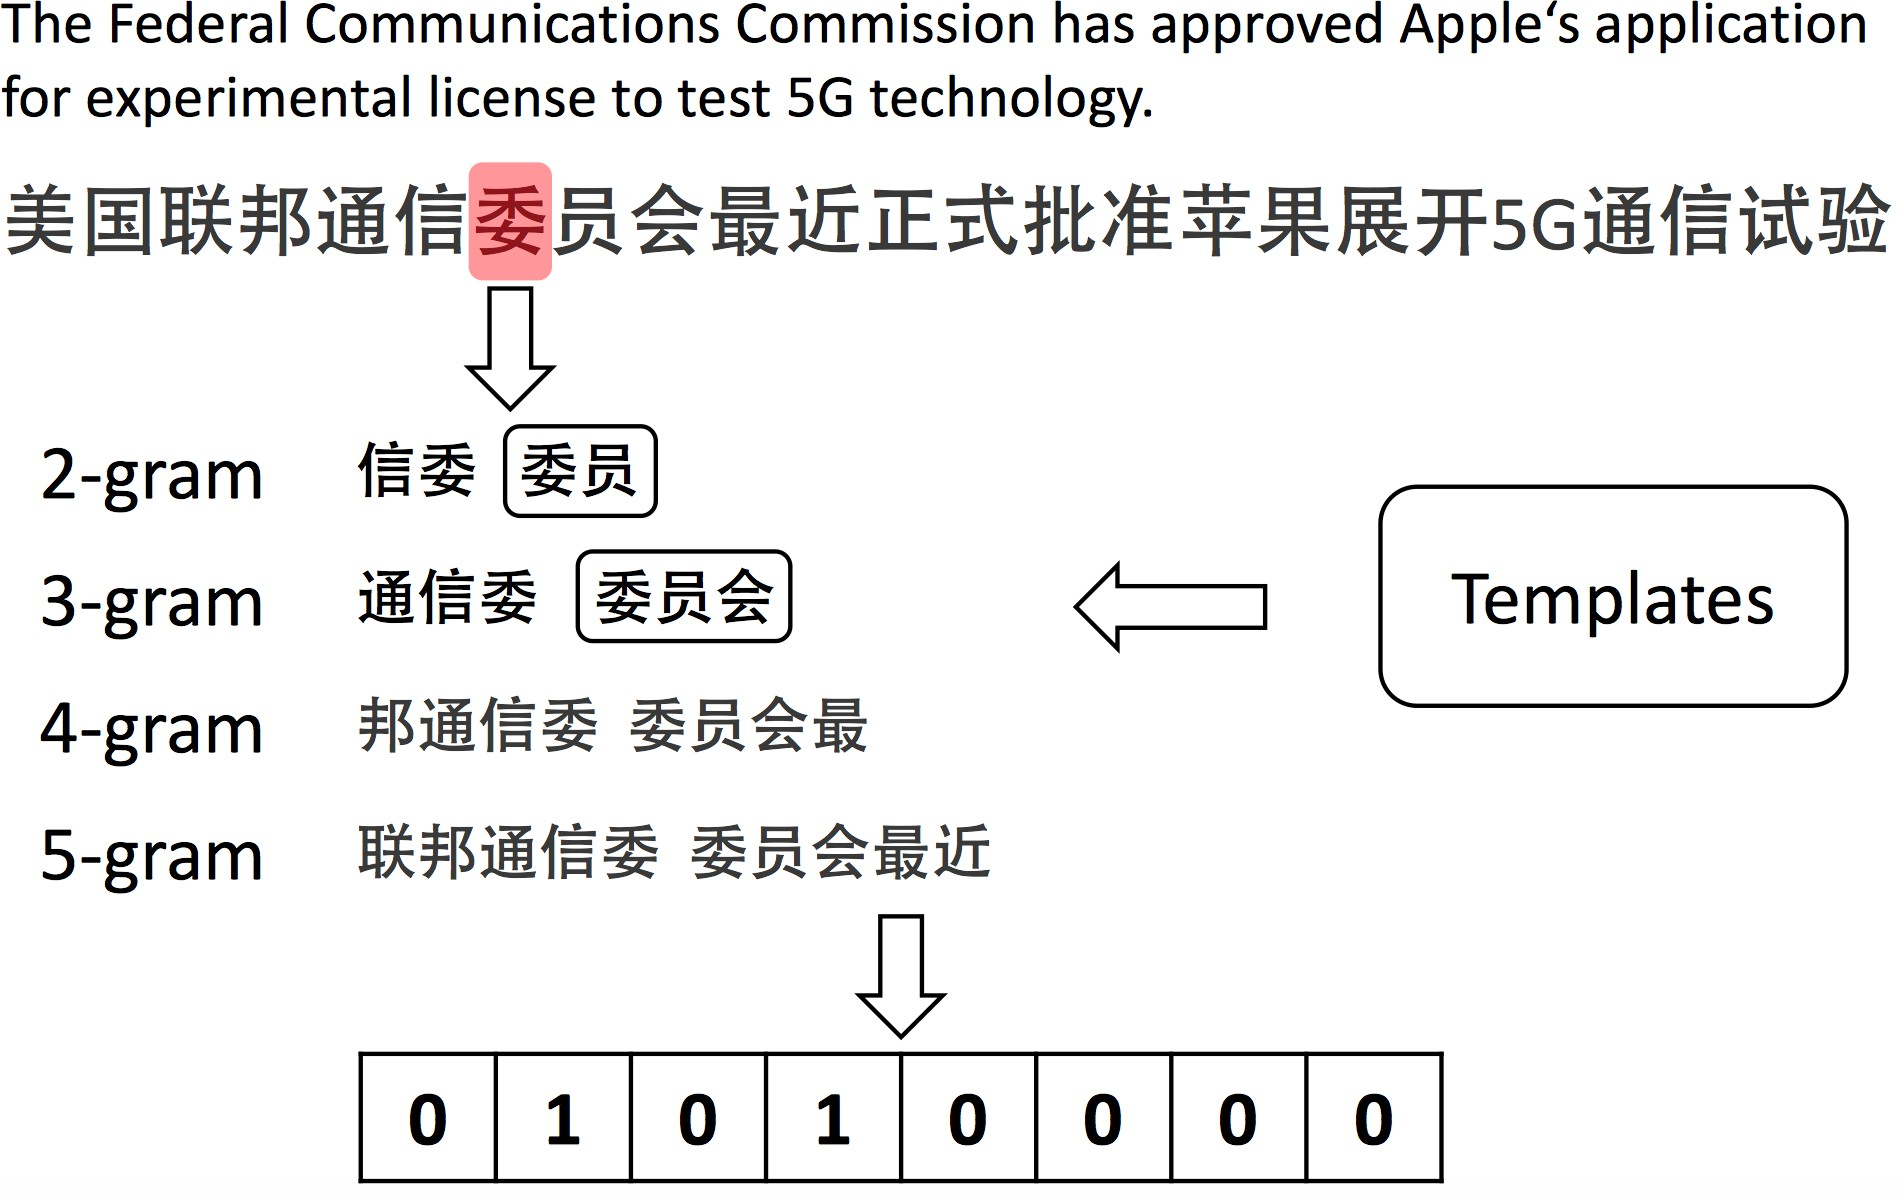 The Federal Communications Commission has approved Apple‘s application
for experimental license to test 5G technology.
美国联邦通信委员会最近正式批准苹果展开5G通信试验
2-gram 信委 委员
3-gram 通信委 委员会
Templates
4-gram 邦通信委 委员会最
5-gram 联邦通信委 委员会最近
0 1 0 1 0 0 0 0